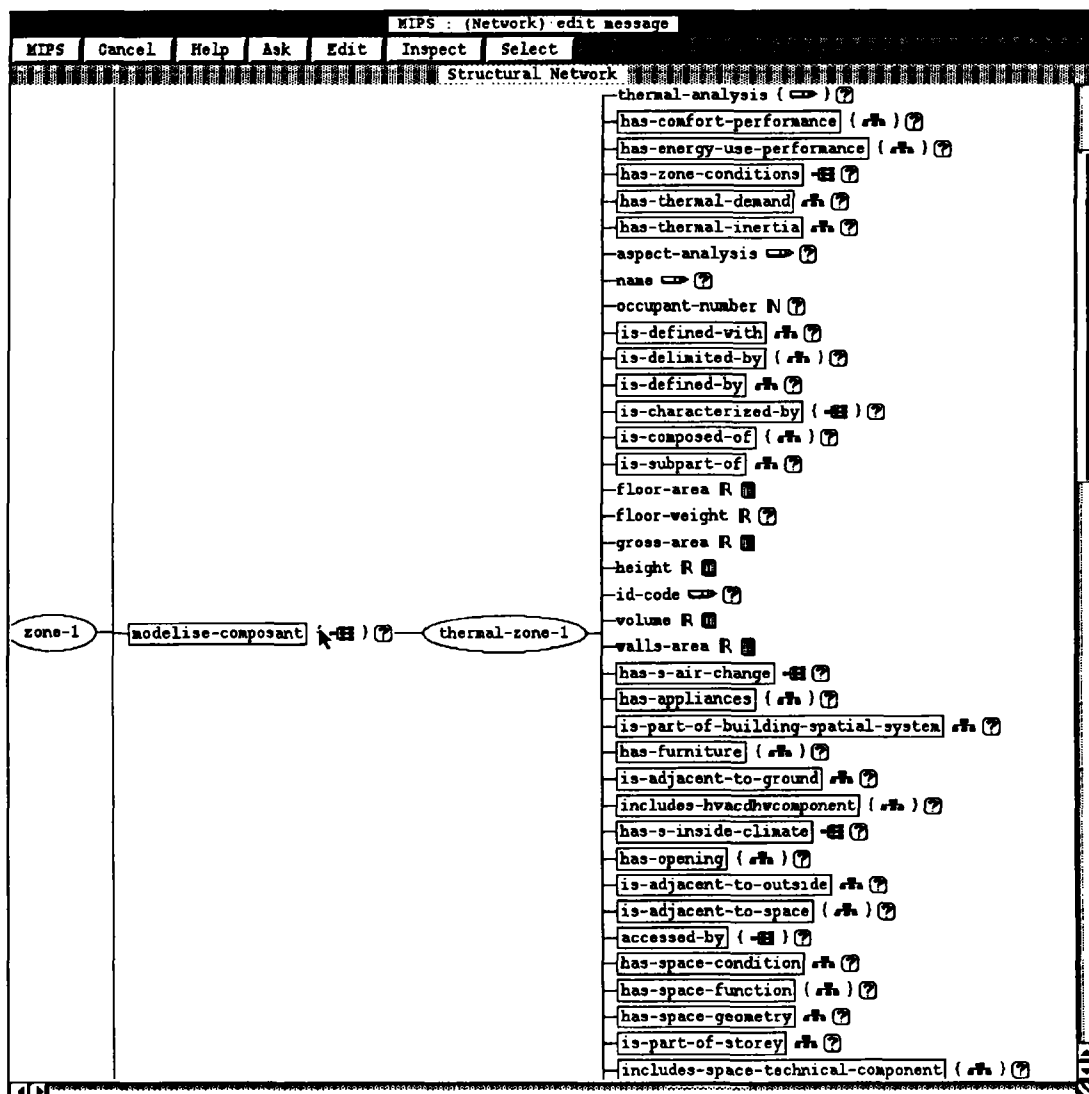 MIPS : (Network) edit message
MIPS Cancel Help Ask Edit Inspect Select
Structural Network
thermal-analysis ( ) ?
has-comfort-performance ( ) ?
has-energy-use-performance ( ) ?
has-zone-conditions ?
has-thermal-demand ?
has-thermal-inertia ?
aspect-analysis ?
name ?
occupant-number N ?
is-defined-with ?
is-delimited-by ( ) ?
is-defined-by ?
is-characterized-by ( ) ?
is-composed-of ( ) ?
is-subpart-of ?
floor-area R
floor-weight R ?
gross-area R
height R
id-code ?
volume R
zone-1 modelise-composant ( ) ? thermal-zone-1
walls-area R
has-s-air-change ?
has-appliances ( ) ?
is-part-of-building-spatial-system ?
has-furniture ( ) ?
is-adjacent-to-ground ?
includes-hvacdhwcomponent ( ) ?
has-s-inside-climate ?
has-opening ( ) ?
is-adjacent-to-outside ?
is-adjacent-to-space ( ) ?
accessed-by ( ) ?
has-space-condition ?
has-space-function ( ) ?
has-space-geometry ?
is-part-of-storey ?
includes-space-technical-component ( ) ?